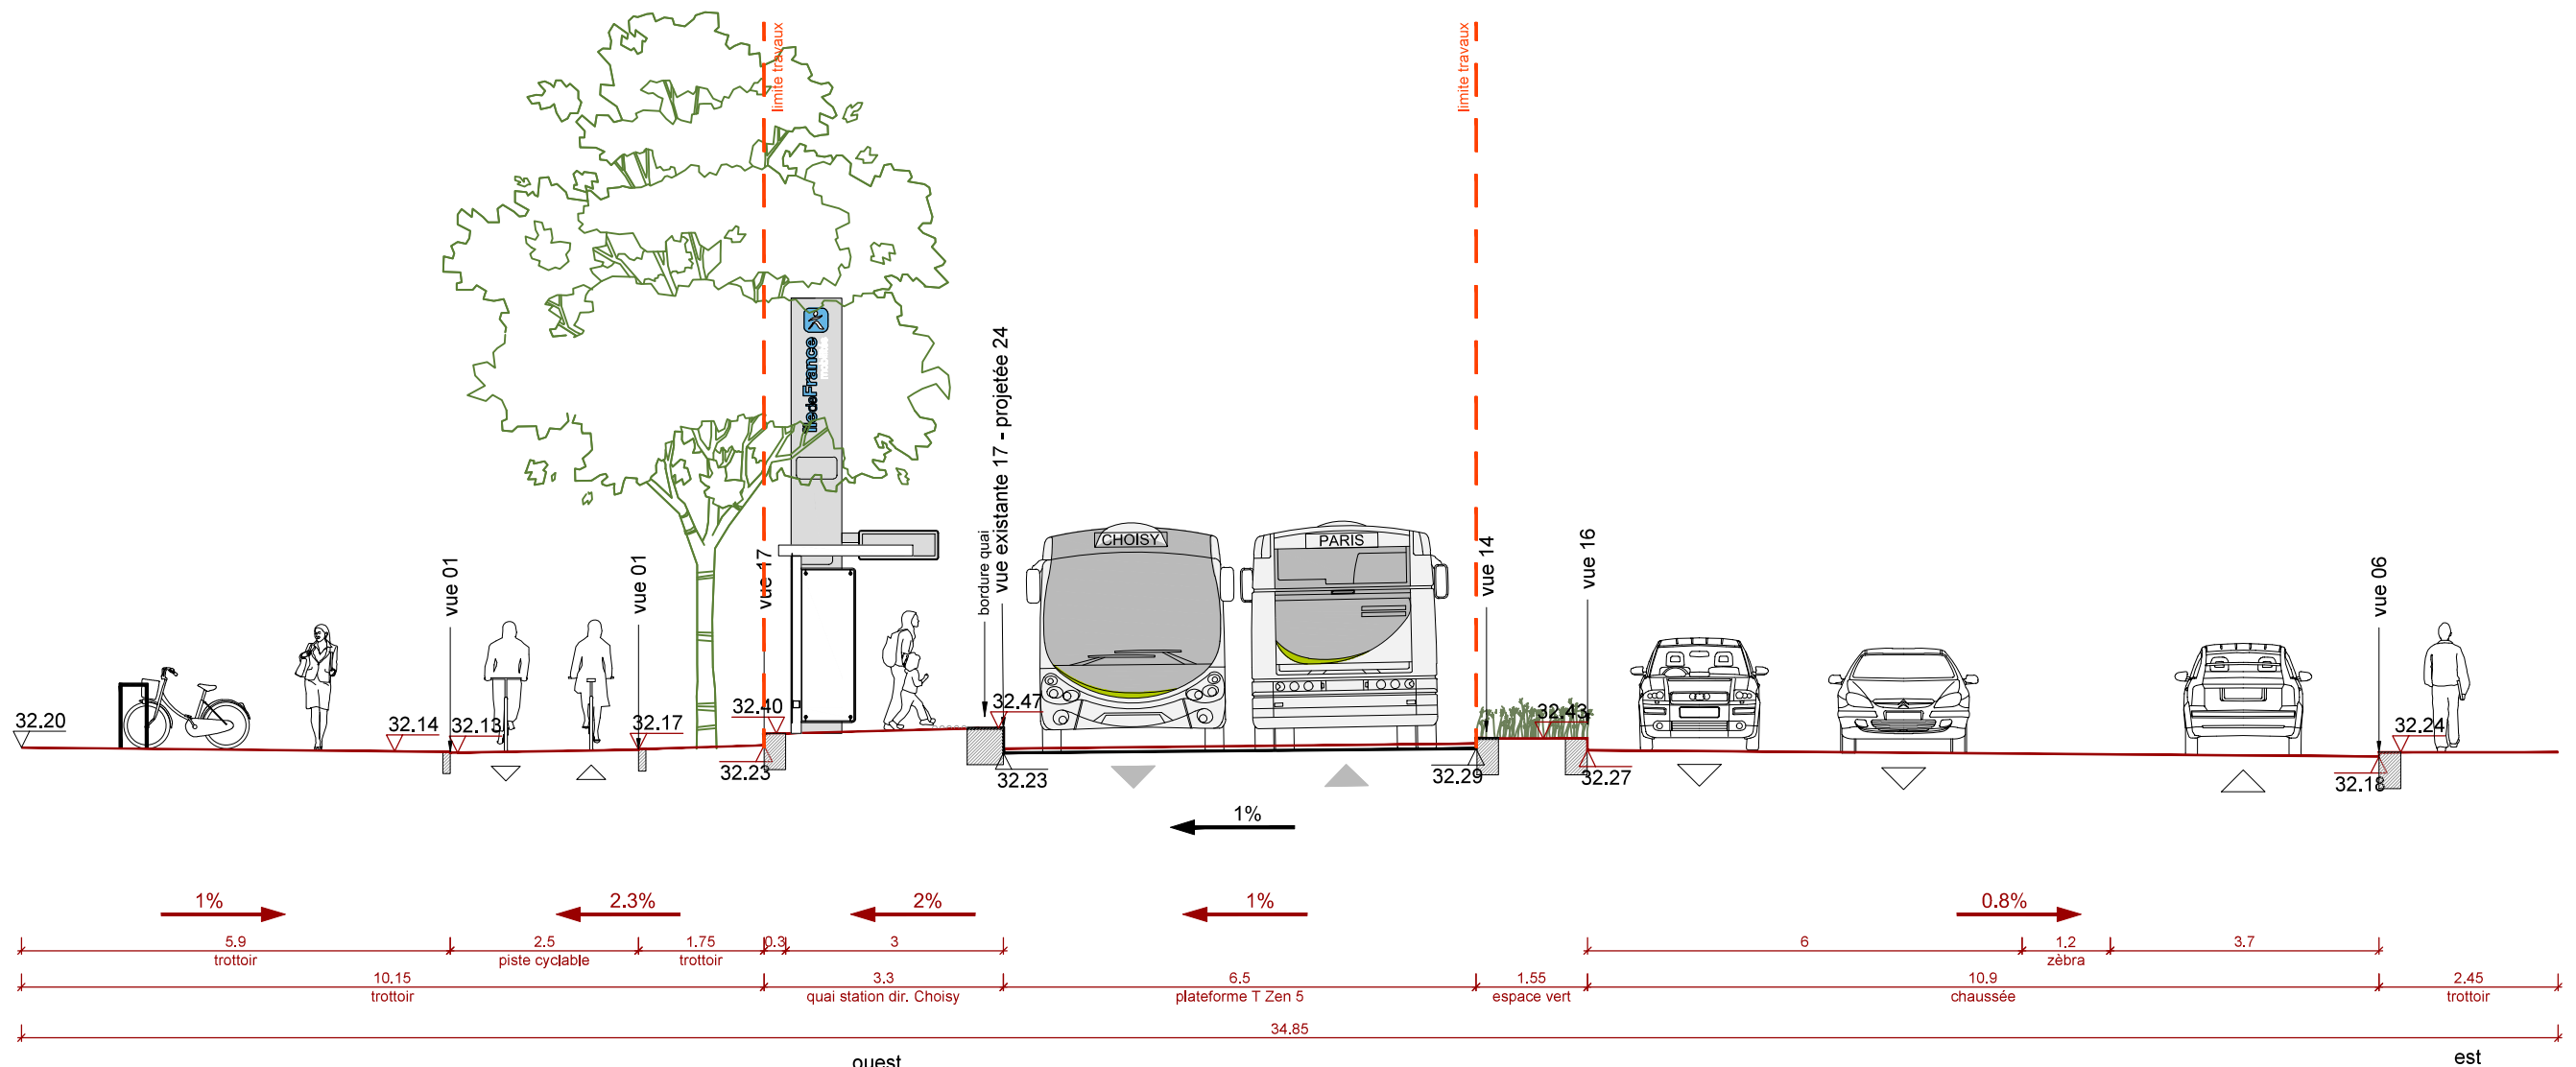 limite travaux
limite travaux
île de France
mobilités
vue 01
vue 01
vue 17
bordure quai
vue existante 17 - projetée 24
CHOISY
PARIS
vue 14
vue 16
vue 06
32.20
32.14
32.13
32.17
32.40
32.23
32.47
32.23
32.29
32.43
32.27
32.18
32.24
1%
1%
2.3%
2%
1%
0.8%
5.9
2.5
1.75
0.3
3
6
1.2
3.7
trottoir
piste cyclable
trottoir
zèbra
10.15
3.3
6.5
1.55
10.9
2.45
trottoir
quai station dir. Choisy
plateforme T Zen 5
espace vert
chaussée
trottoir
34.85
ouest
est